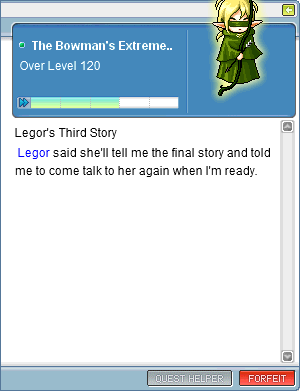 The Bowman's Extreme..
Over Level 120
Legor's Third Story
Legor said she'll tell me the final story and told
me to come talk to her again when I'm ready.
QUEST HELPER
FORFEIT